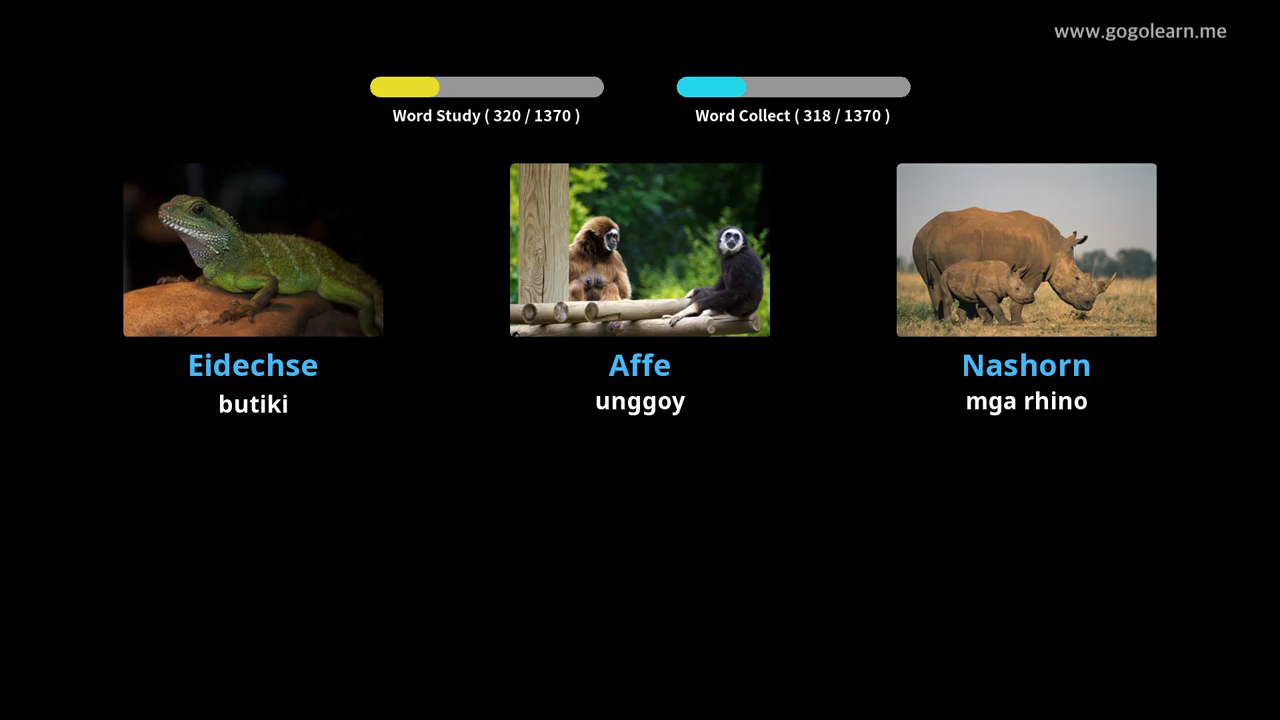 www.gogolearn.me
Word Study ( 320 / 1370 )
Word Collect ( 318 / 1370 )
Eidechse
butiki
Affe
unggoy
Nashorn
mga rhino